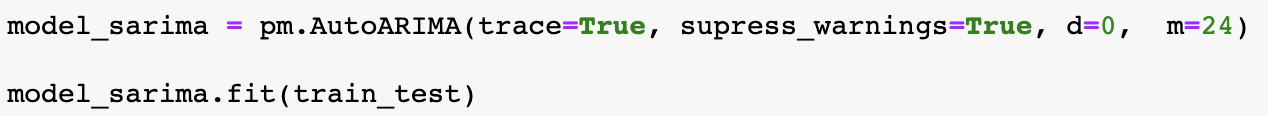 model_sarima = pm.AutoARIMA(trace=True, supress_warnings=True, d=0,  m=24)
model_sarima.fit(train_test)